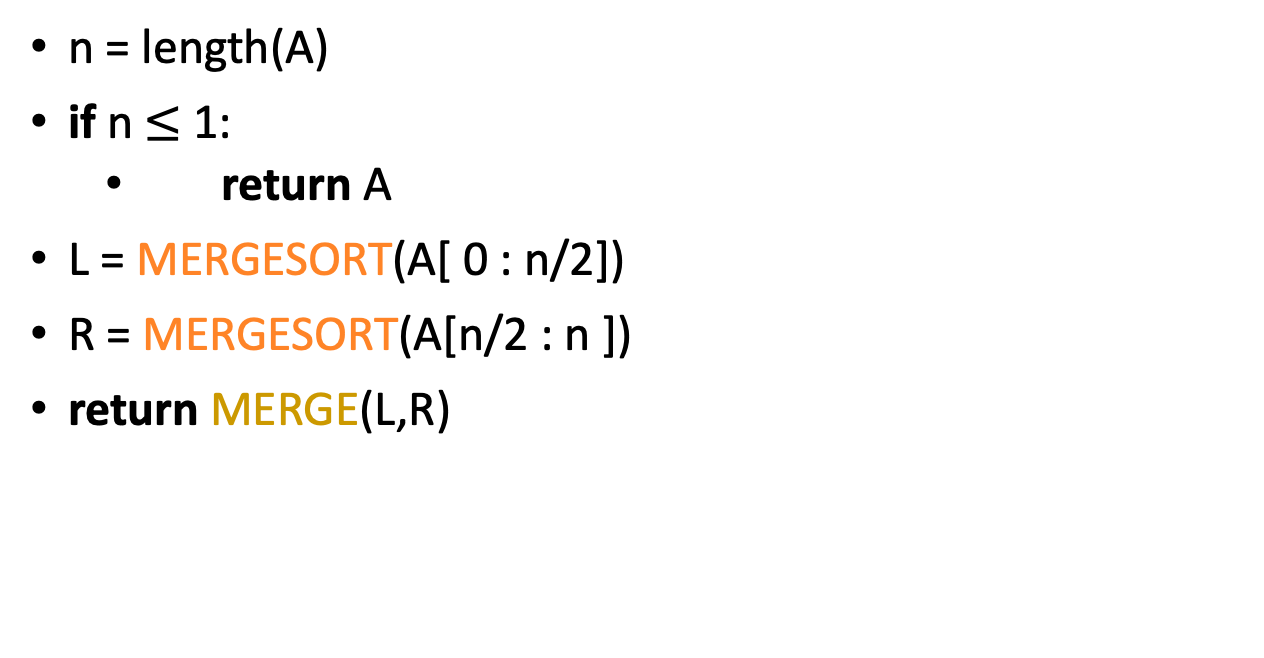 • n = length(A)
• if n ≤ 1:
• return A
• L = MERGESORT(A[ 0 : n/2])
• R = MERGESORT(A[n/2 : n ])
• return MERGE(L,R)